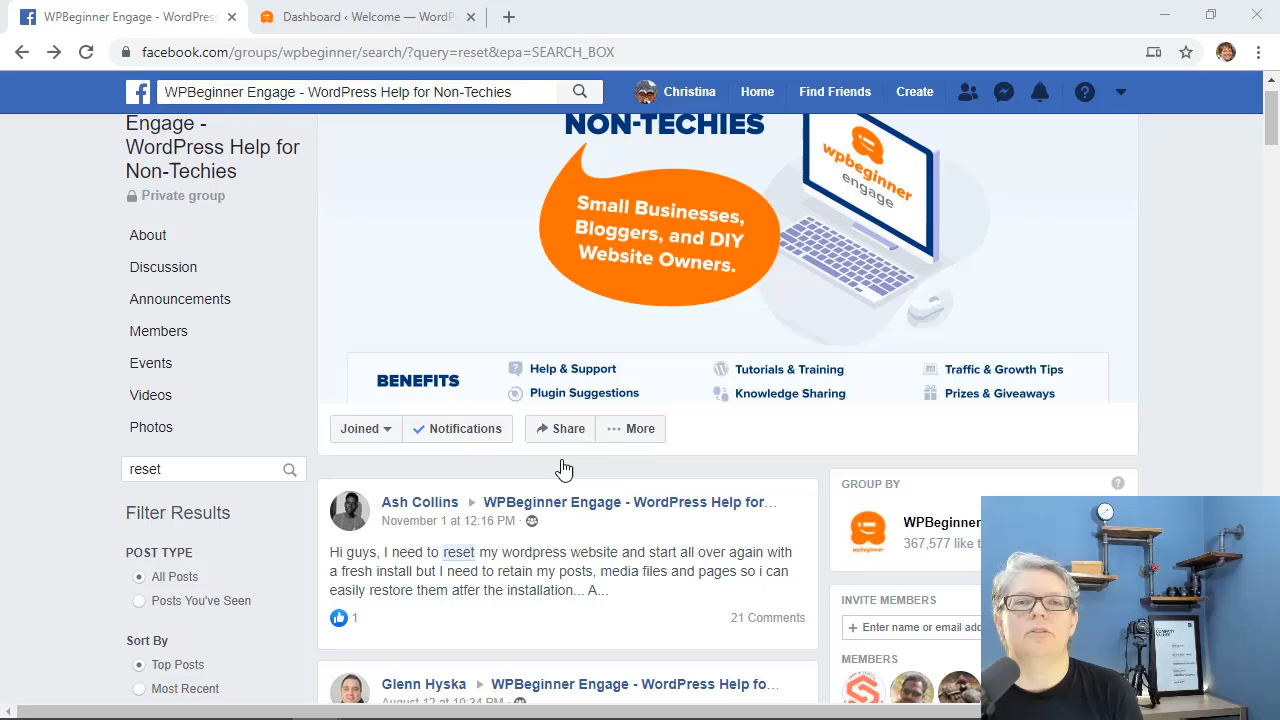 WPBeginner Engage - WordPress
Dashboard ‹ Welcome — WordP
facebook.com/groups/wpbeginner/search/?query=reset&epa=SEARCH_BOX
WPBeginner Engage - WordPress Help for Non-Techies
Christina
Home
Find Friends
Create
Engage -
WordPress Help for
Non-Techies
Private group
About
Discussion
Announcements
Members
Events
Videos
Photos
reset
Filter Results
POST TYPE
All Posts
Posts You've Seen
Sort By
Top Posts
Most Recent
NON-TECHIES
Small Businesses,
Bloggers, and DIY
Website Owners.
wpbeginner
engage
BENEFITS
Help & Support
Tutorials & Training
Traffic & Growth Tips
Plugin Suggestions
Knowledge Sharing
Prizes & Giveaways
Joined
Notifications
Share
More
Ash Collins
WPBeginner Engage - WordPress Help for...
November 1 at 12:16 PM ·
Hi guys, I need to reset my wordpress website and start all over again with
a fresh install but I need to retain my posts, media files and pages so i can
easily restore them atfer the installation... A...
1
21 Comments
Glenn Hyska
WPBeginner Engage - WordPress Help fo...
August 12 at 10:34 PM ·
GROUP BY
WPBeginner
367,577 like t
INVITE MEMBERS
+ Enter name or email add
MEMBERS